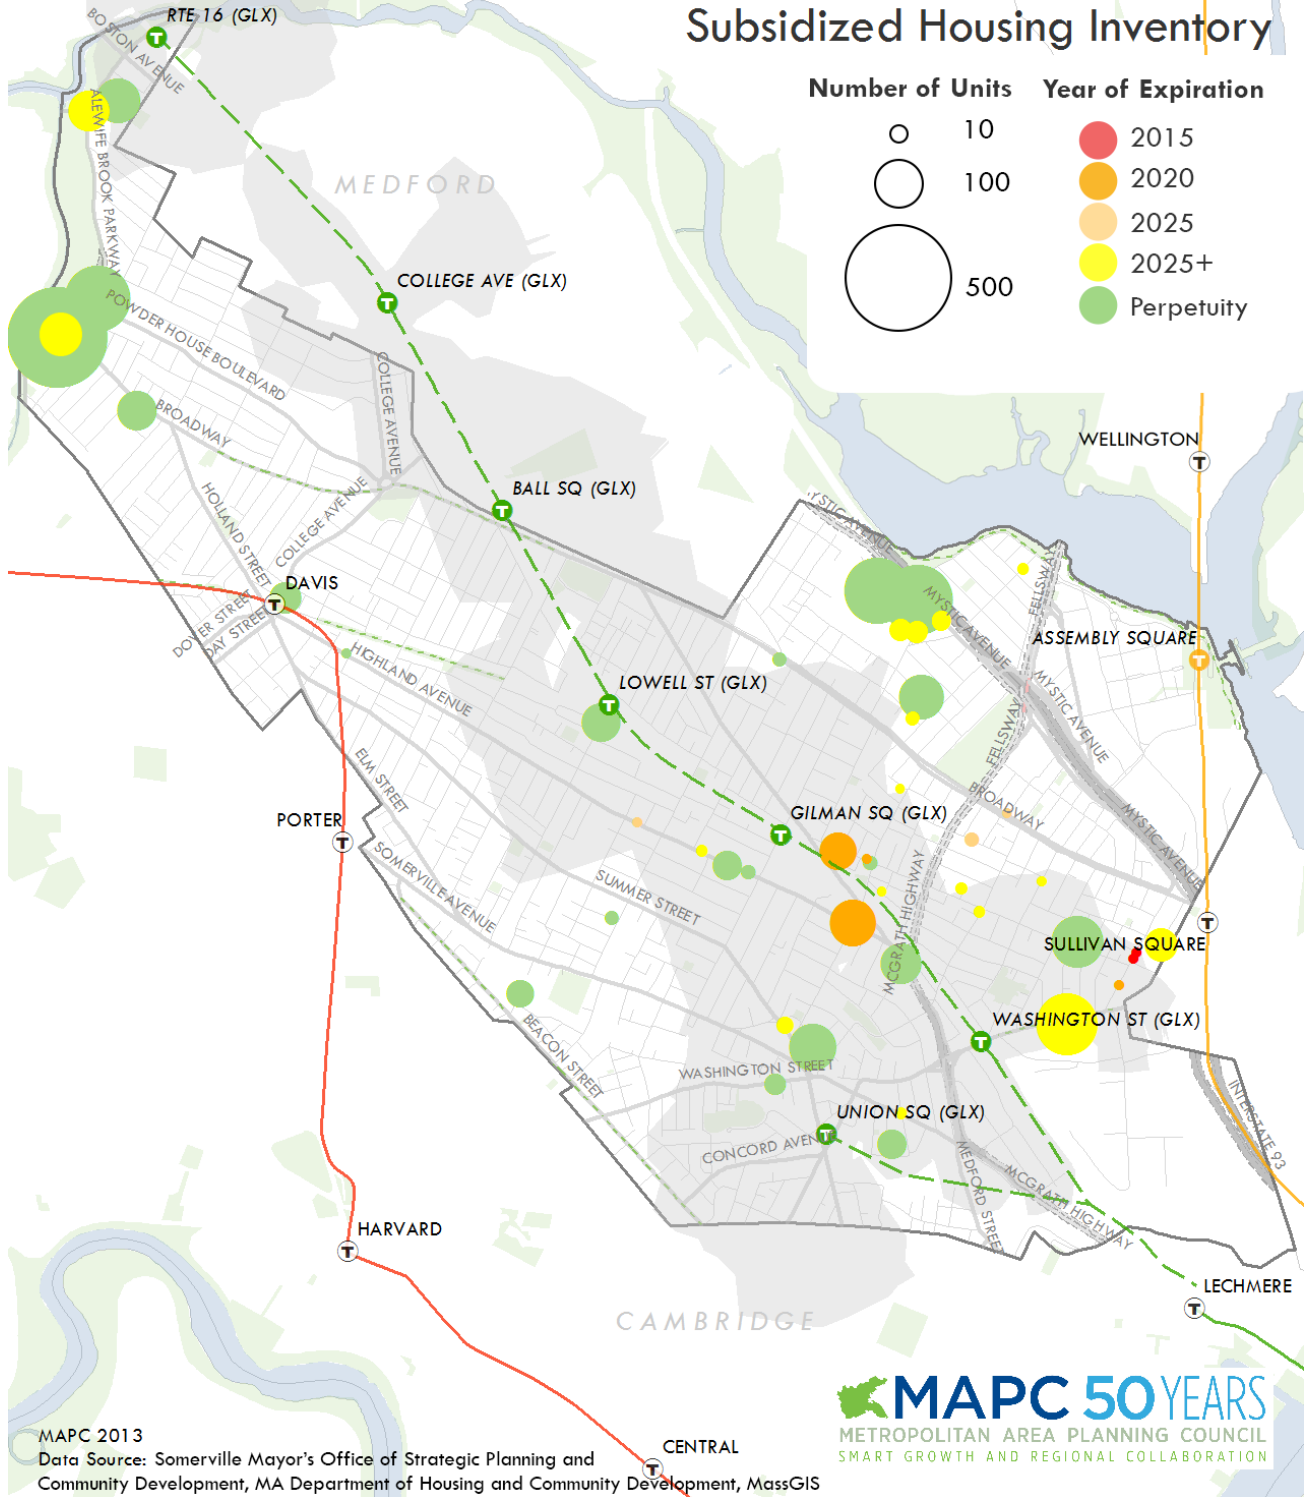 Subsidized Housing Inventory
Number of Units
10
100
500
Year of Expiration
2015
2020
2025
2025+
Perpetuity
RTE 16 (GLX)
BOSTON AVENUE
ALEWIFE BROOK PARKWAY
MEDFORD
COLLEGE AVE (GLX)
POWDER HOUSE BOULEVARD
COLLEGE AVENUE
BROADWAY
WELLINGTON
T
BALL SQ (GLX)
HOLLAND STREET
COLLEGE AVENUE
MYSTIC AVENUE
FELLSWAY
DAVIS
DOVER STREET
DAY STREET
MYSTIC AVENUE
ASSEMBLY SQUARE
HIGHLAND AVENUE
LOWELL ST (GLX)
MYSTIC AVENUE
FELLSWAY
ELM STREET
PORTER
GILMAN SQ (GLX)
BROADWAY
MYSTIC AVENUE
SOMERVILLE AVENUE
SUMMER STREET
MCGRATH HIGHWAY
SULLIVAN SQUARE
BEACON STREET
WASHINGTON ST (GLX)
WASHINGTON STREET
UNION SQ (GLX)
INTERSTATE 93
CONCORD AVENUE
MEDFORD STREET
MCGRATH HIGHWAY
HARVARD
LECHMERE
CAMBRIDGE
MAPC 50 YEARS
METROPOLITAN AREA PLANNING COUNCIL
SMART GROWTH AND REGIONAL COLLABORATION
CENTRAL
MAPC 2013
Data Source: Somerville Mayor's Office of Strategic Planning and
Community Development, MA Department of Housing and Community Development, MassGIS